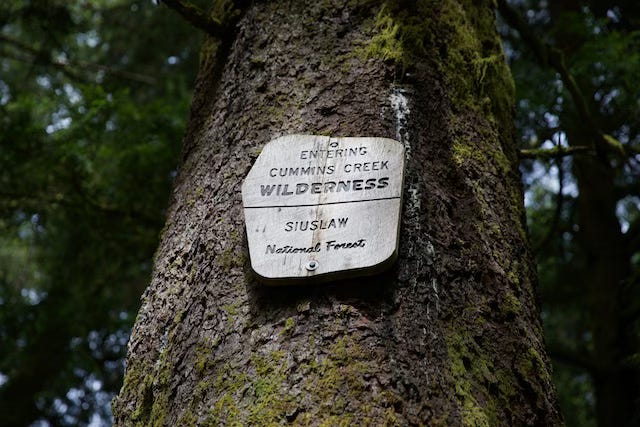 ENTERING
CUMMINS CREEK
WILDERNESS
SIUSLAW
National Forest